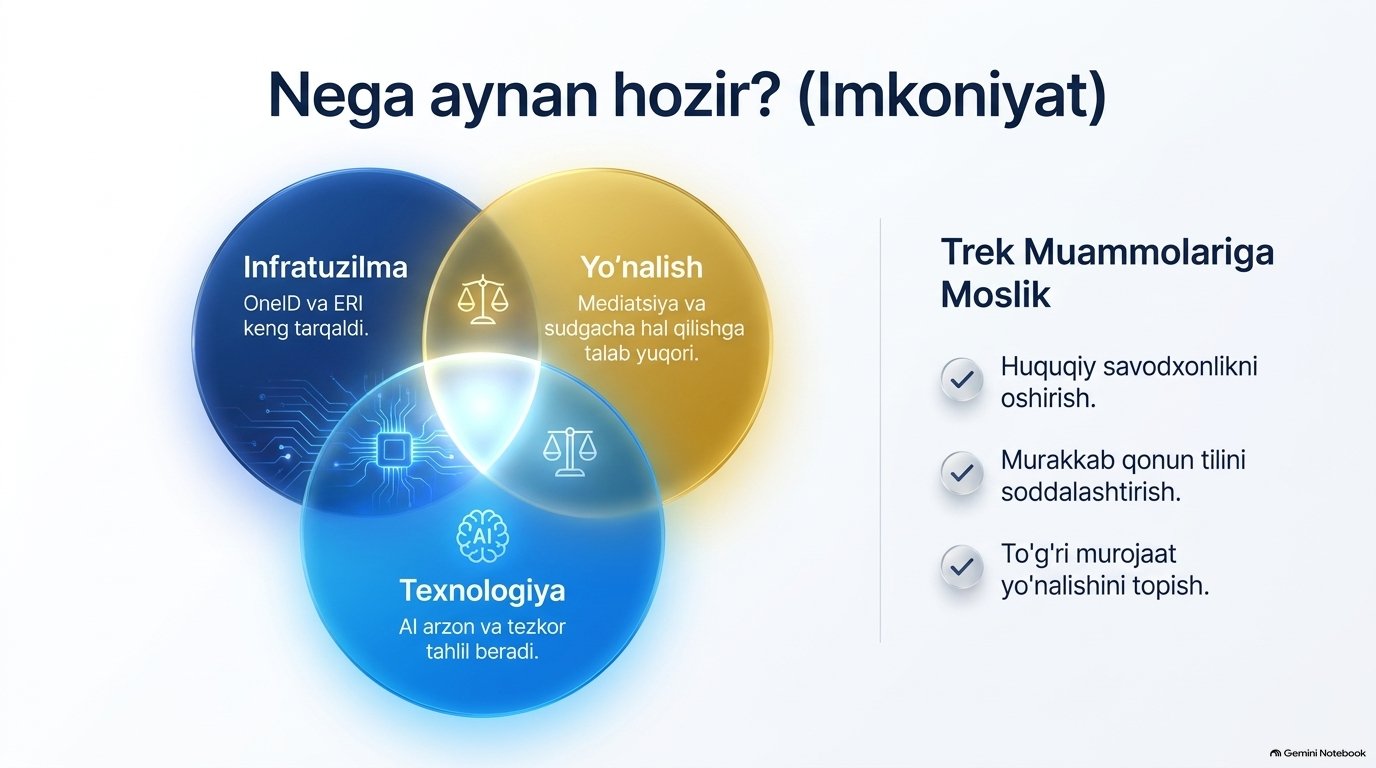 Nega aynan hozir? (Imkoniyat)
Infratuzilma
OneID va ERI
keng tarqaldi.
Yo‘nalish
Mediatsiya va
sudgacha hal qilishga
talab yuqori.
AI
Texnologiya
AI arzon va tezkor
tahlil beradi.
Trek Muammolariga
Moslik
Huquqiy savodxonlikni
oshirish.
Murakkab qonun tilini
soddalashtirish.
To'g'ri murojaat
yo'nalishini topish.
Gemini Notebook